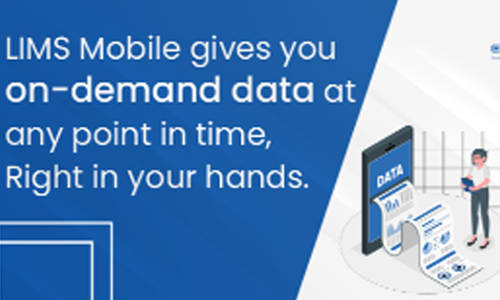 LIMS Mobile gives you
on-demand data at
any point in time,
Right in your hands.
DATA